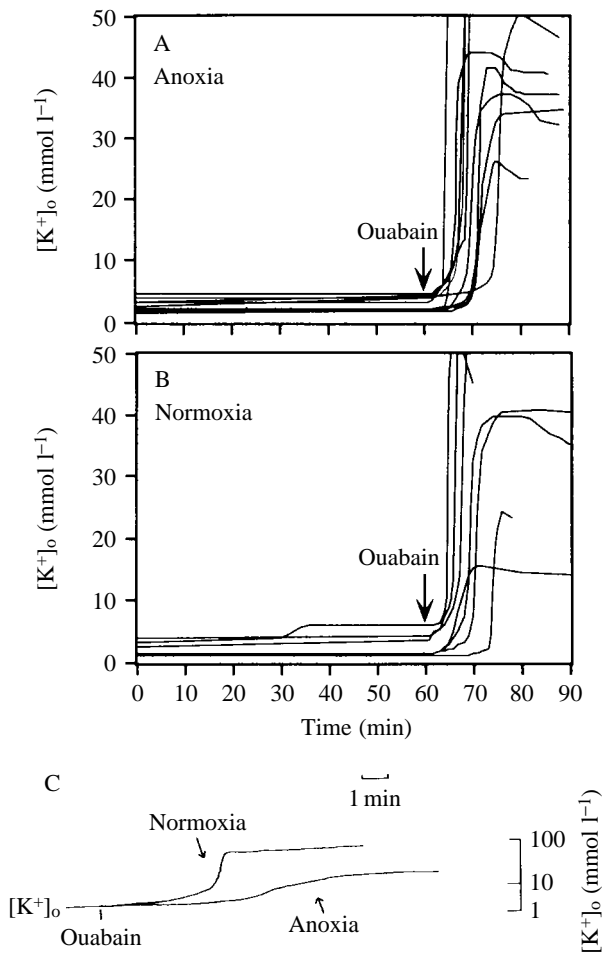 A
Anoxia
50
40
30
20
10
0
[K⁺]ₒ (mmol l⁻¹)
Ouabain
B
Normoxia
50
40
30
20
10
0
[K⁺]ₒ (mmol l⁻¹)
Ouabain
0 10 20 30 40 50 60 70 80 90
Time (min)
C
1 min
Normoxia
100
10
1
[K⁺]ₒ (mmol l⁻¹)
[K⁺]ₒ
Ouabain
Anoxia